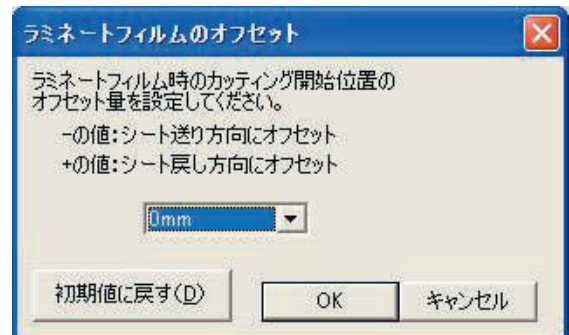 ラミネートフィルムのオフセット
ラミネートフィルム時のカッティング開始位置の
オフセット量を設定してください。
-の値:シート送り方向にオフセット
+の値:シート戻し方向にオフセット
0mm
初期値に戻す(D)
OK
キャンセル